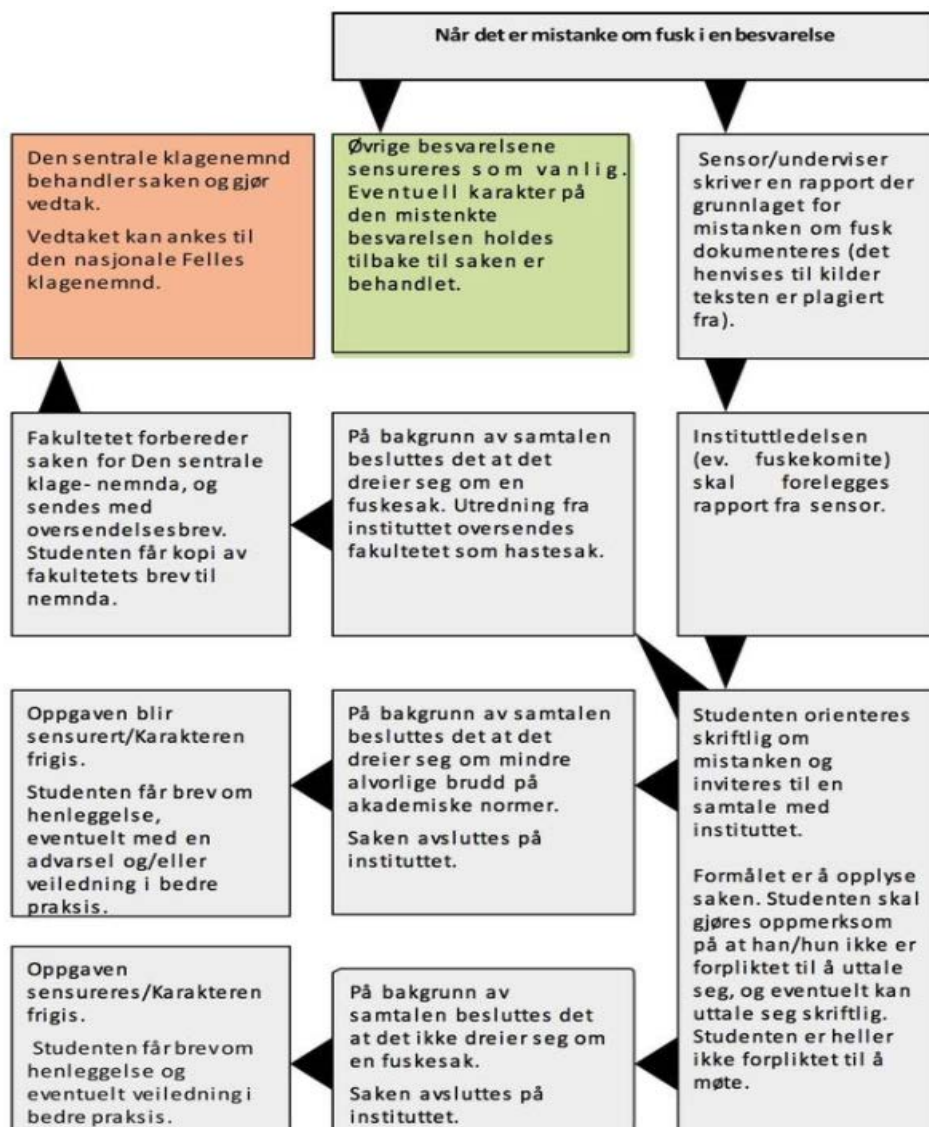 Når det er mistanke om fusk i en besvarelse
Øvrige besvarelsene
sensureres som vanlig.
Eventuell karakter på
den mistenkte
besvarelsen holdes
tilbake til saken er
behandlet.
Sensor/underviser
skriver en rapport der
grunnlaget for
mistanken om fusk
dokumenteres (det
henvises til kilder
teksten er plagiert
fra).
Instituttledelsen
(ev. fuskekomite)
skal forelegges
rapport fra sensor.
Studenten orienteres
skriftlig om
mistanken og
inviteres til en
samtale med
instituttet.
Formålet er å opplyse
saken. Studenten skal
gjøres oppmerksom
på at han/hun ikke er
forpliktet til å uttale
seg, og eventuelt kan
uttale seg skriftlig.
Studenten er heller
ikke forpliktet til å
møte.
På bakgrunn av samtalen
besluttes det at det
dreier seg om en
fuskesak. Utredning fra
instituttet oversendes
fakultetet som hastesak.
Fakultetet forbereder
saken for Den sentrale
klage- nemnda, og
sendes med
oversendelsesbrev.
Studenten får kopi av
fakultetets brev til
nemnda.
Den sentrale klagenemnd
behandler saken og gjør
vedtak.
Vedtaket kan ankes til
den nasjonale Felles
klagenemnd.
På bakgrunn av samtalen
besluttes det at det
dreier seg om mindre
alvorlige brudd på
akademiske normer.
Saken avsluttes på
instituttet.
Oppgaven blir
sensurert/Karakteren
frigis.
Studenten får brev om
henleggelse,
eventuelt med en
advarsel og/eller
veiledning i bedre
praksis.
På bakgrunn av
samtalen besluttes det
at det ikke dreier seg om
en fuskesak.
Saken avsluttes på
instituttet.
Oppgaven
sensureres/Karakteren
frigis.
Studenten får brev om
henleggelse og
eventuelt veiledning i
bedre praksis.